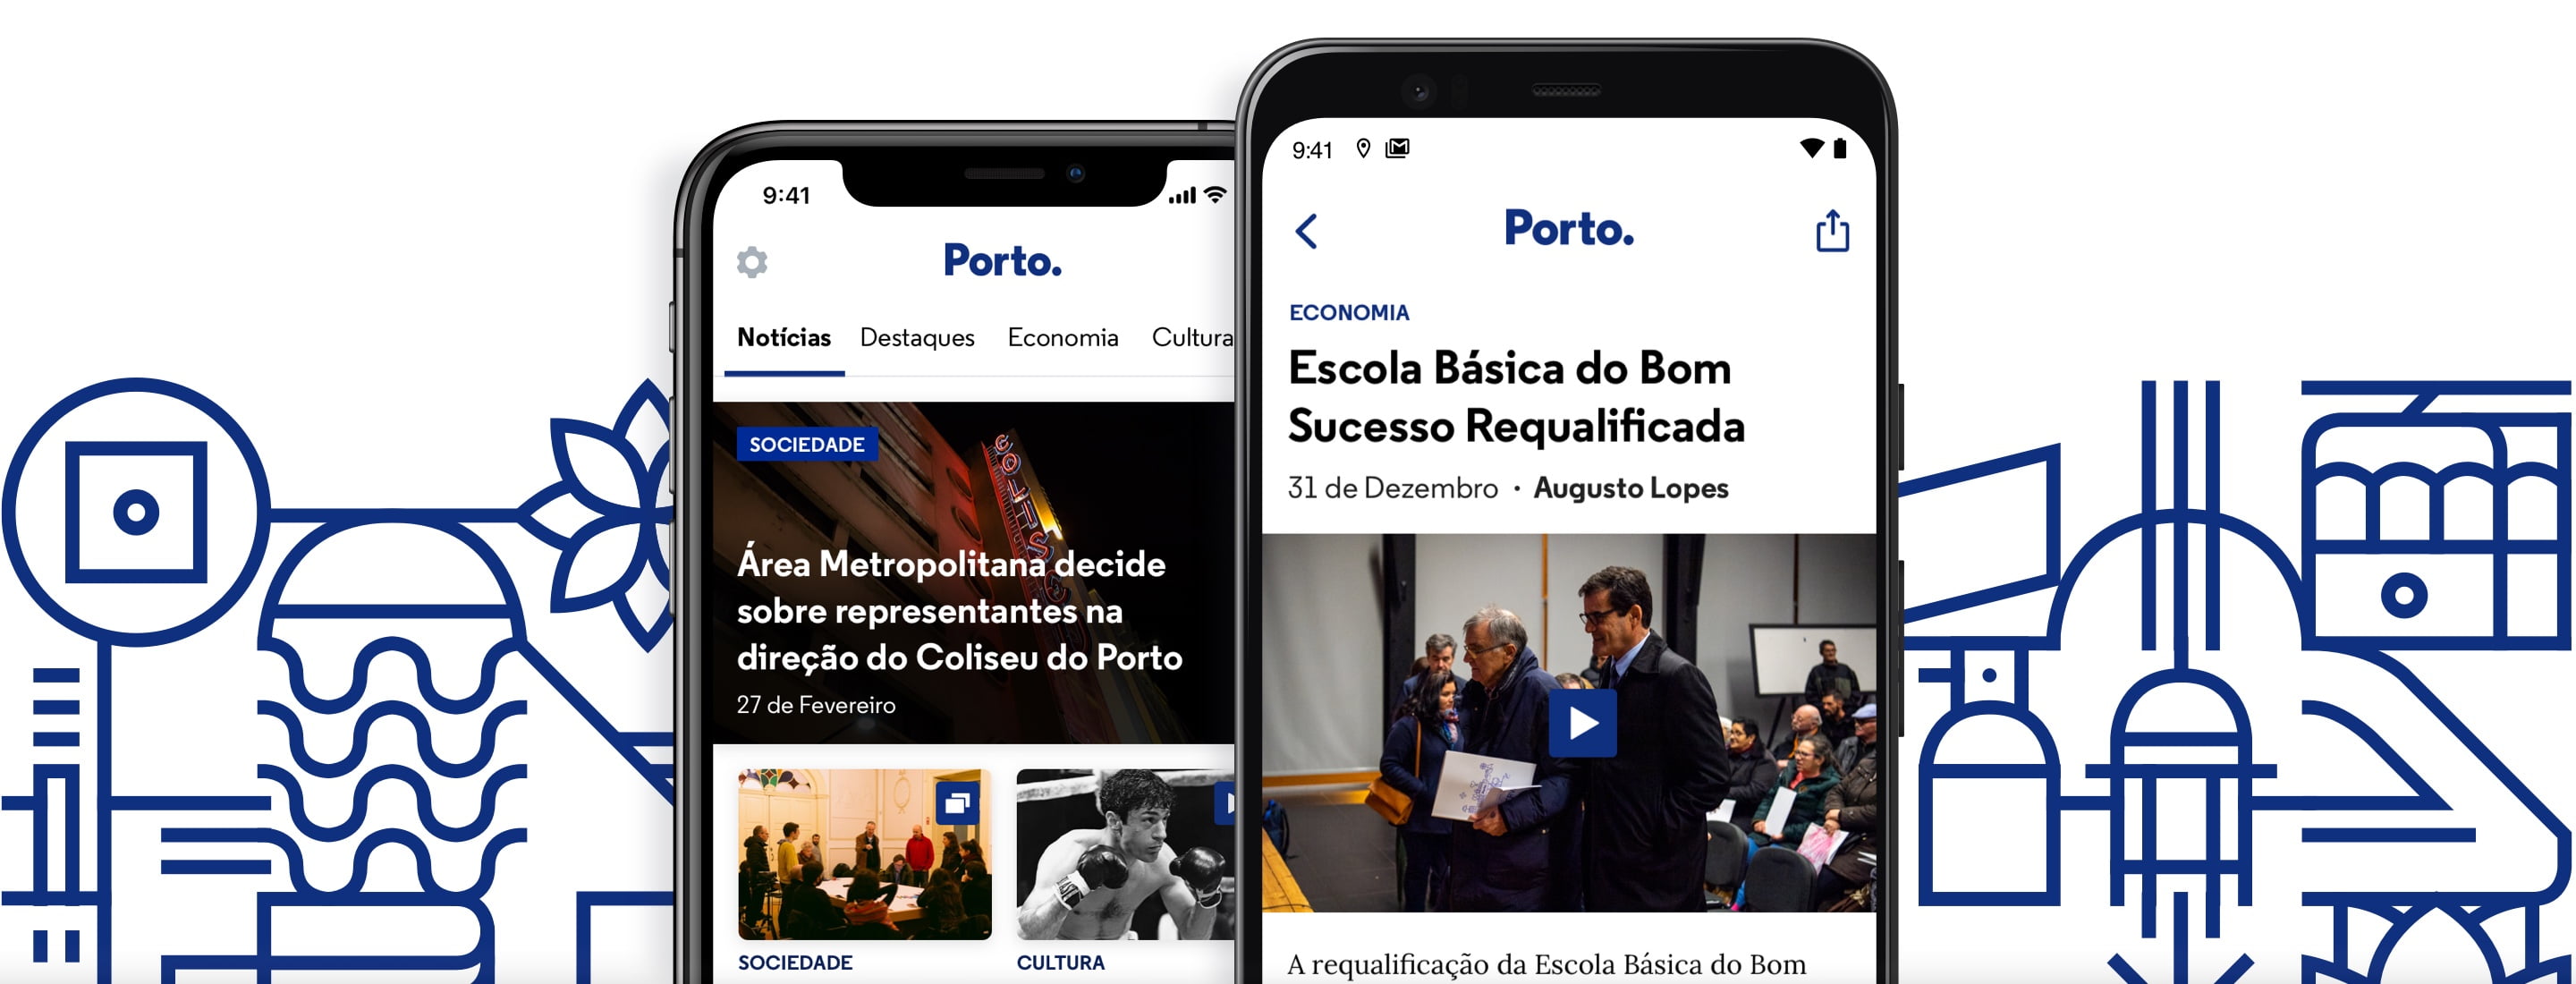 9:41
Porto.
Notícias Destaques Economia Cultura
SOCIEDADE
COLISEU
Área Metropolitana decide
sobre representantes na
direção do Coliseu do Porto
27 de Fevereiro
SOCIEDADE
CULTURA
9:41
Porto.
ECONOMIA
Escola Básica do Bom
Sucesso Requalificada
31 de Dezembro • Augusto Lopes
A requalificação da Escola Básica do Bom